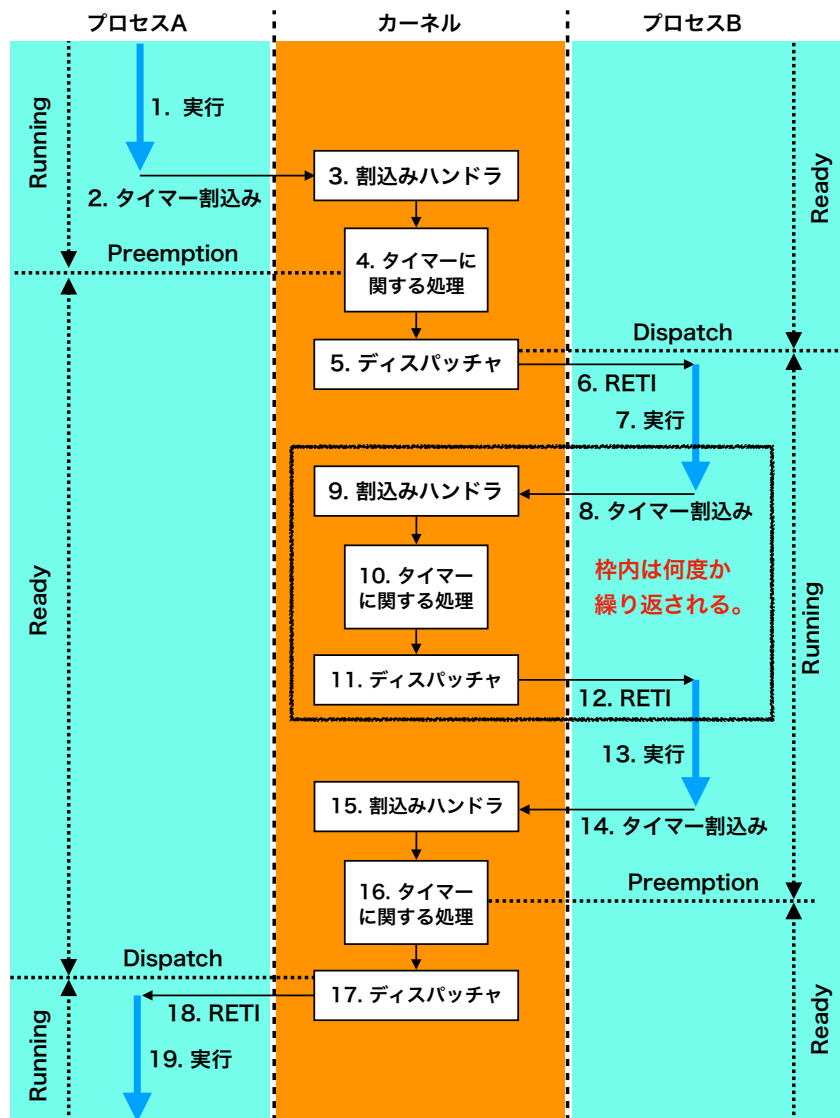 プロセスA
カーネル
プロセスB
Running
1. 実行
2. タイマー割込み
3. 割込みハンドラ
Ready
Preemption
4. タイマーに
関する処理
Dispatch
5. ディスパッチャ
6. RETI
7. 実行
9. 割込みハンドラ
8. タイマー割込み
Ready
10. タイマー
に関する処理
枠内は何度か
繰り返される。
Running
11. ディスパッチャ
12. RETI
13. 実行
15. 割込みハンドラ
14. タイマー割込み
16. タイマー
に関する処理
Preemption
Dispatch
17. ディスパッチャ
18. RETI
Running
19. 実行
Ready